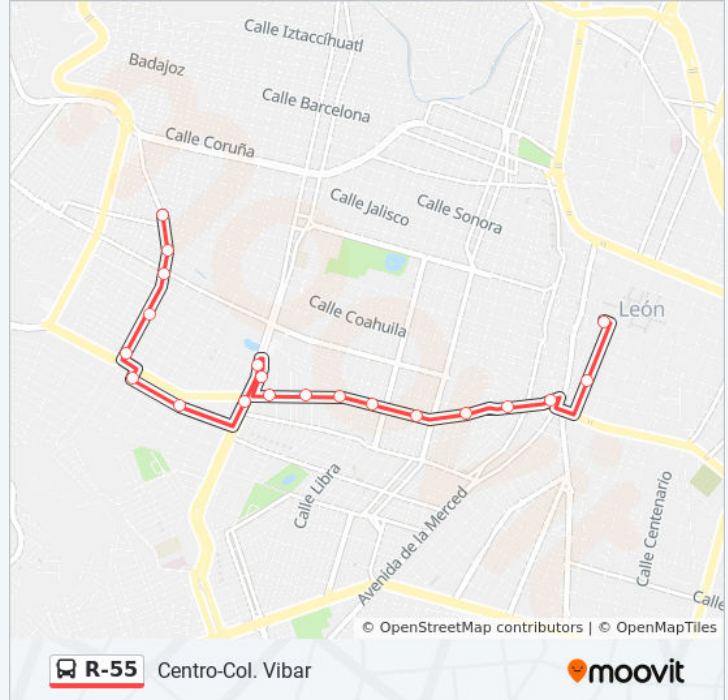 Calle Iztaccíhuatl
Badajoz
Calle Barcelona
Calle Coruña
Calle Jalisco
Calle Sonora
Calle Coahuila
León
Calle Libra
Avenida de la Merced
Calle Centenario
Calle
© OpenStreetMap contributors | © OpenMapTiles
R-55 Centro-Col. Vibar
moovit